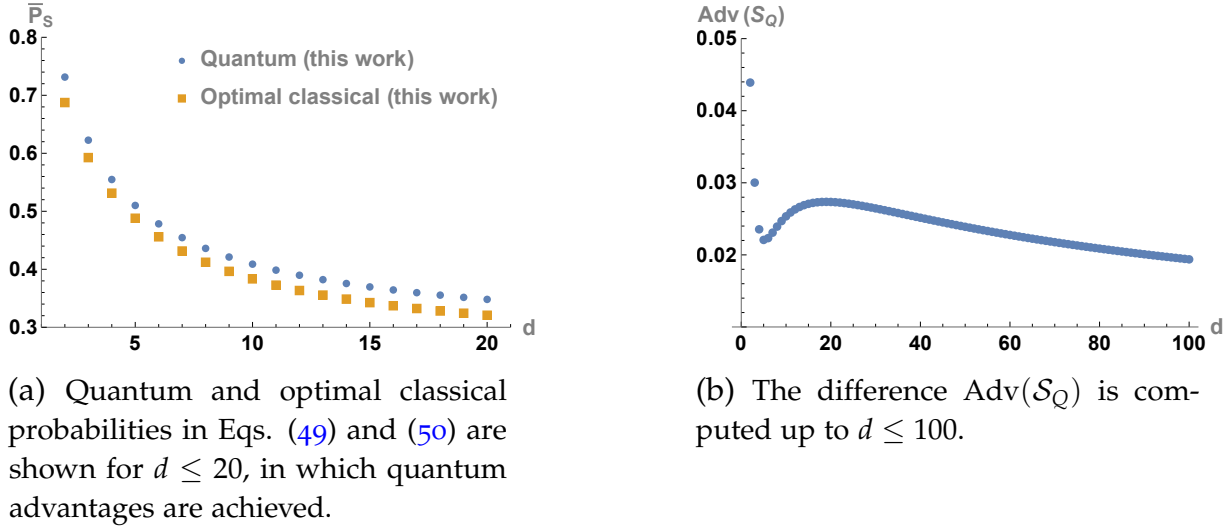 P̅_S
0.8
0.7
0.6
0.5
0.4
0.3
Quantum (this work)
Optimal classical (this work)
5
10
15
20
d
(a) Quantum and optimal classical
probabilities in Eqs. (49) and (50) are
shown for d ≤ 20, in which quantum
advantages are achieved.
Adv(S_Q)
0.05
0.04
0.03
0.02
0
20
40
60
80
100
d
(b) The difference Adv(S_Q) is com-
puted up to d ≤ 100.